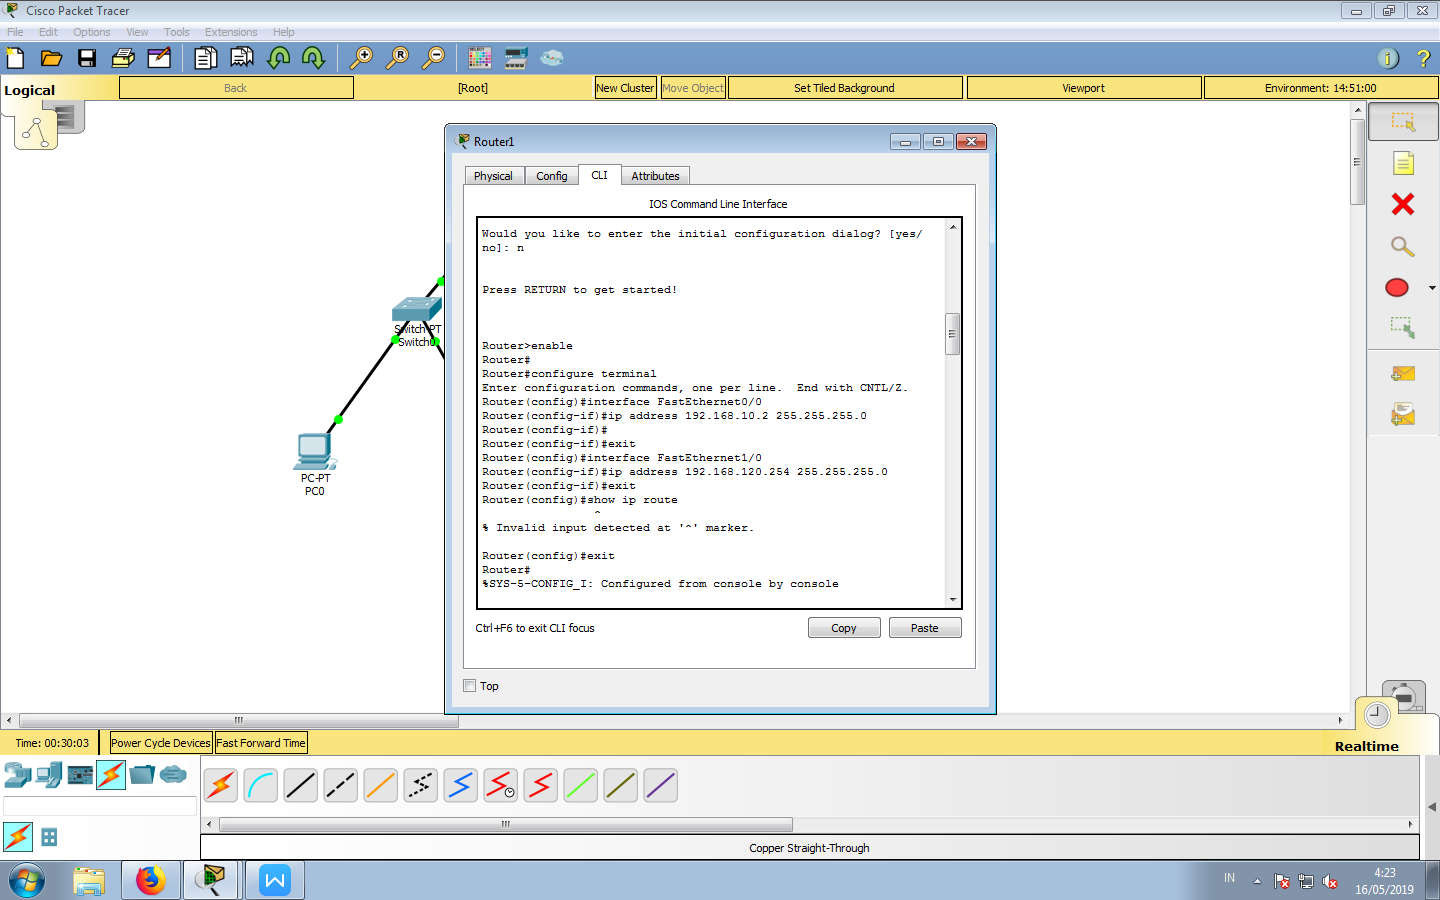 Cisco Packet Tracer
File Edit Options View Tools Extensions Help
Logical
Back
[Root]
New Cluster
Move Object
Set Tiled Background
Viewport
Environment: 14:51:00
Switch-PT
Switch0
PC-PT
PC0
Router1
Physical Config CLI Attributes
IOS Command Line Interface
Would you like to enter the initial configuration dialog? [yes/
no]: n
Press RETURN to get started!
Router>enable
Router#
Router#configure terminal
Enter configuration commands, one per line.  End with CNTL/Z.
Router(config)#interface FastEthernet0/0
Router(config-if)#ip address 192.168.10.2 255.255.255.0
Router(config-if)#
Router(config-if)#exit
Router(config)#interface FastEthernet1/0
Router(config-if)#ip address 192.168.120.254 255.255.255.0
Router(config-if)#exit
Router(config)#show ip route
^
% Invalid input detected at '^' marker.
Router(config)#exit
Router#
%SYS-5-CONFIG_I: Configured from console by console
Ctrl+F6 to exit CLI focus
Copy
Paste
Top
Time: 00:30:03
Power Cycle Devices
Fast Forward Time
Realtime
Copper Straight-Through
IN
4:23
16/05/2019